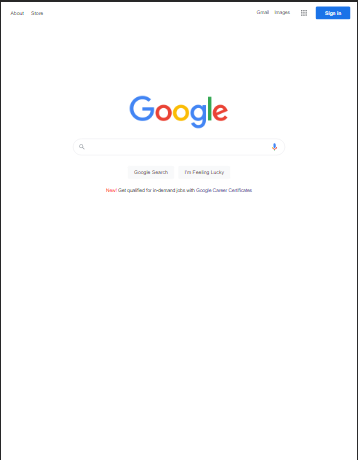 About Store Gmail Images Sign in
Google
Google Search I'm Feeling Lucky
New! Get qualified for in-demand jobs with Google Career Certificates